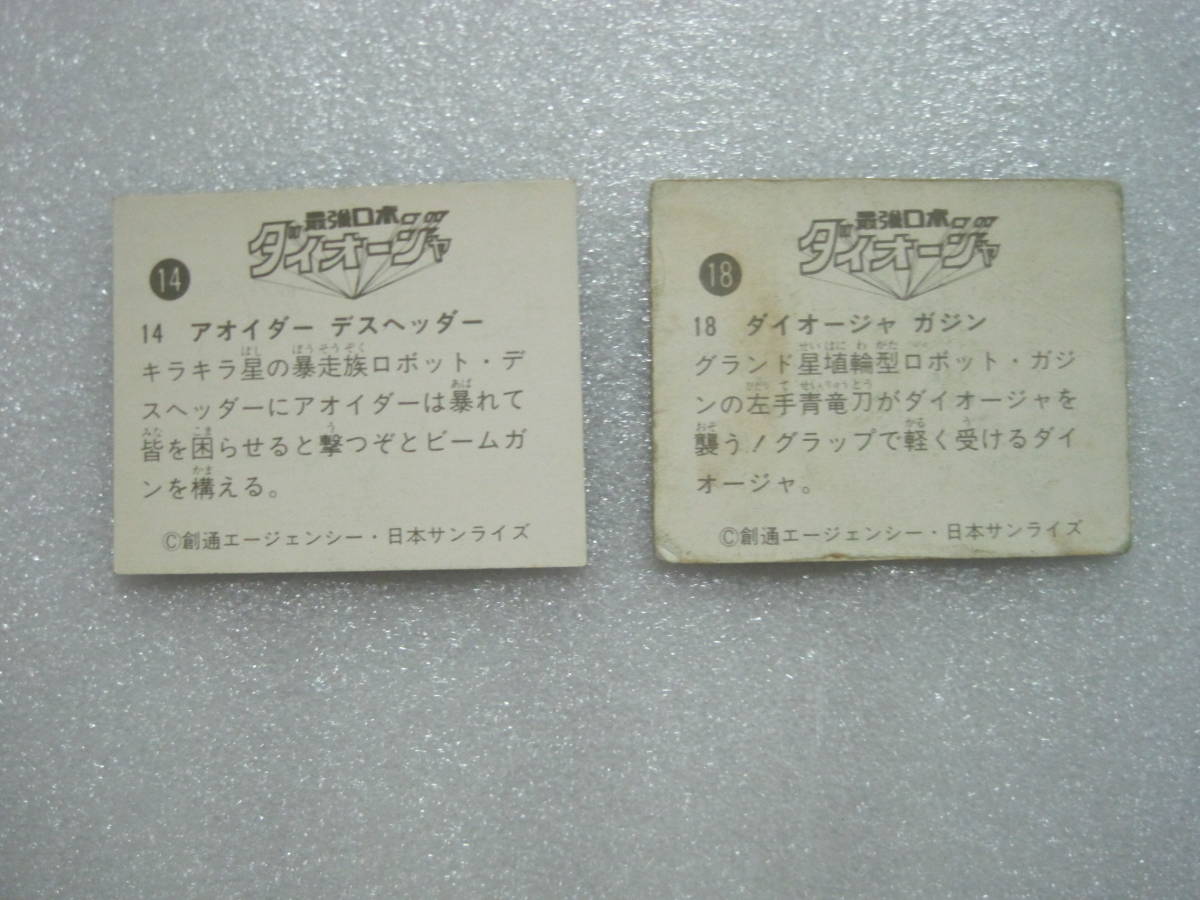 最強ロボ
ダイオージャ
14
14 アオイダー デスヘッダー
キラキラ星の暴走族ロボット・デ
スヘッダーにアオイダーは暴れて
皆を困らせると撃つぞとビームガ
ンを構える。
©創通エージェンシー・日本サンライズ
最強ロボ
ダイオージャ
18
18 ダイオージャ ガジン
グランド星埴輪型ロボット・ガジ
ンの左手青竜刀がダイオージャを
襲う!グラップで軽く受けるダイ
オージャ。
©創通エージェンシー・日本サンライズ